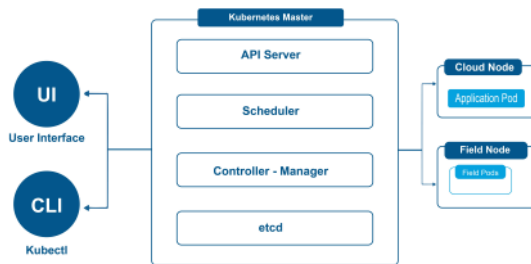 Kubernetes Master
API Server
Scheduler
Controller - Manager
etcd
UI
User Interface
CLI
Kubectl
Cloud Node
Application Pod
Field Node
Field Pods